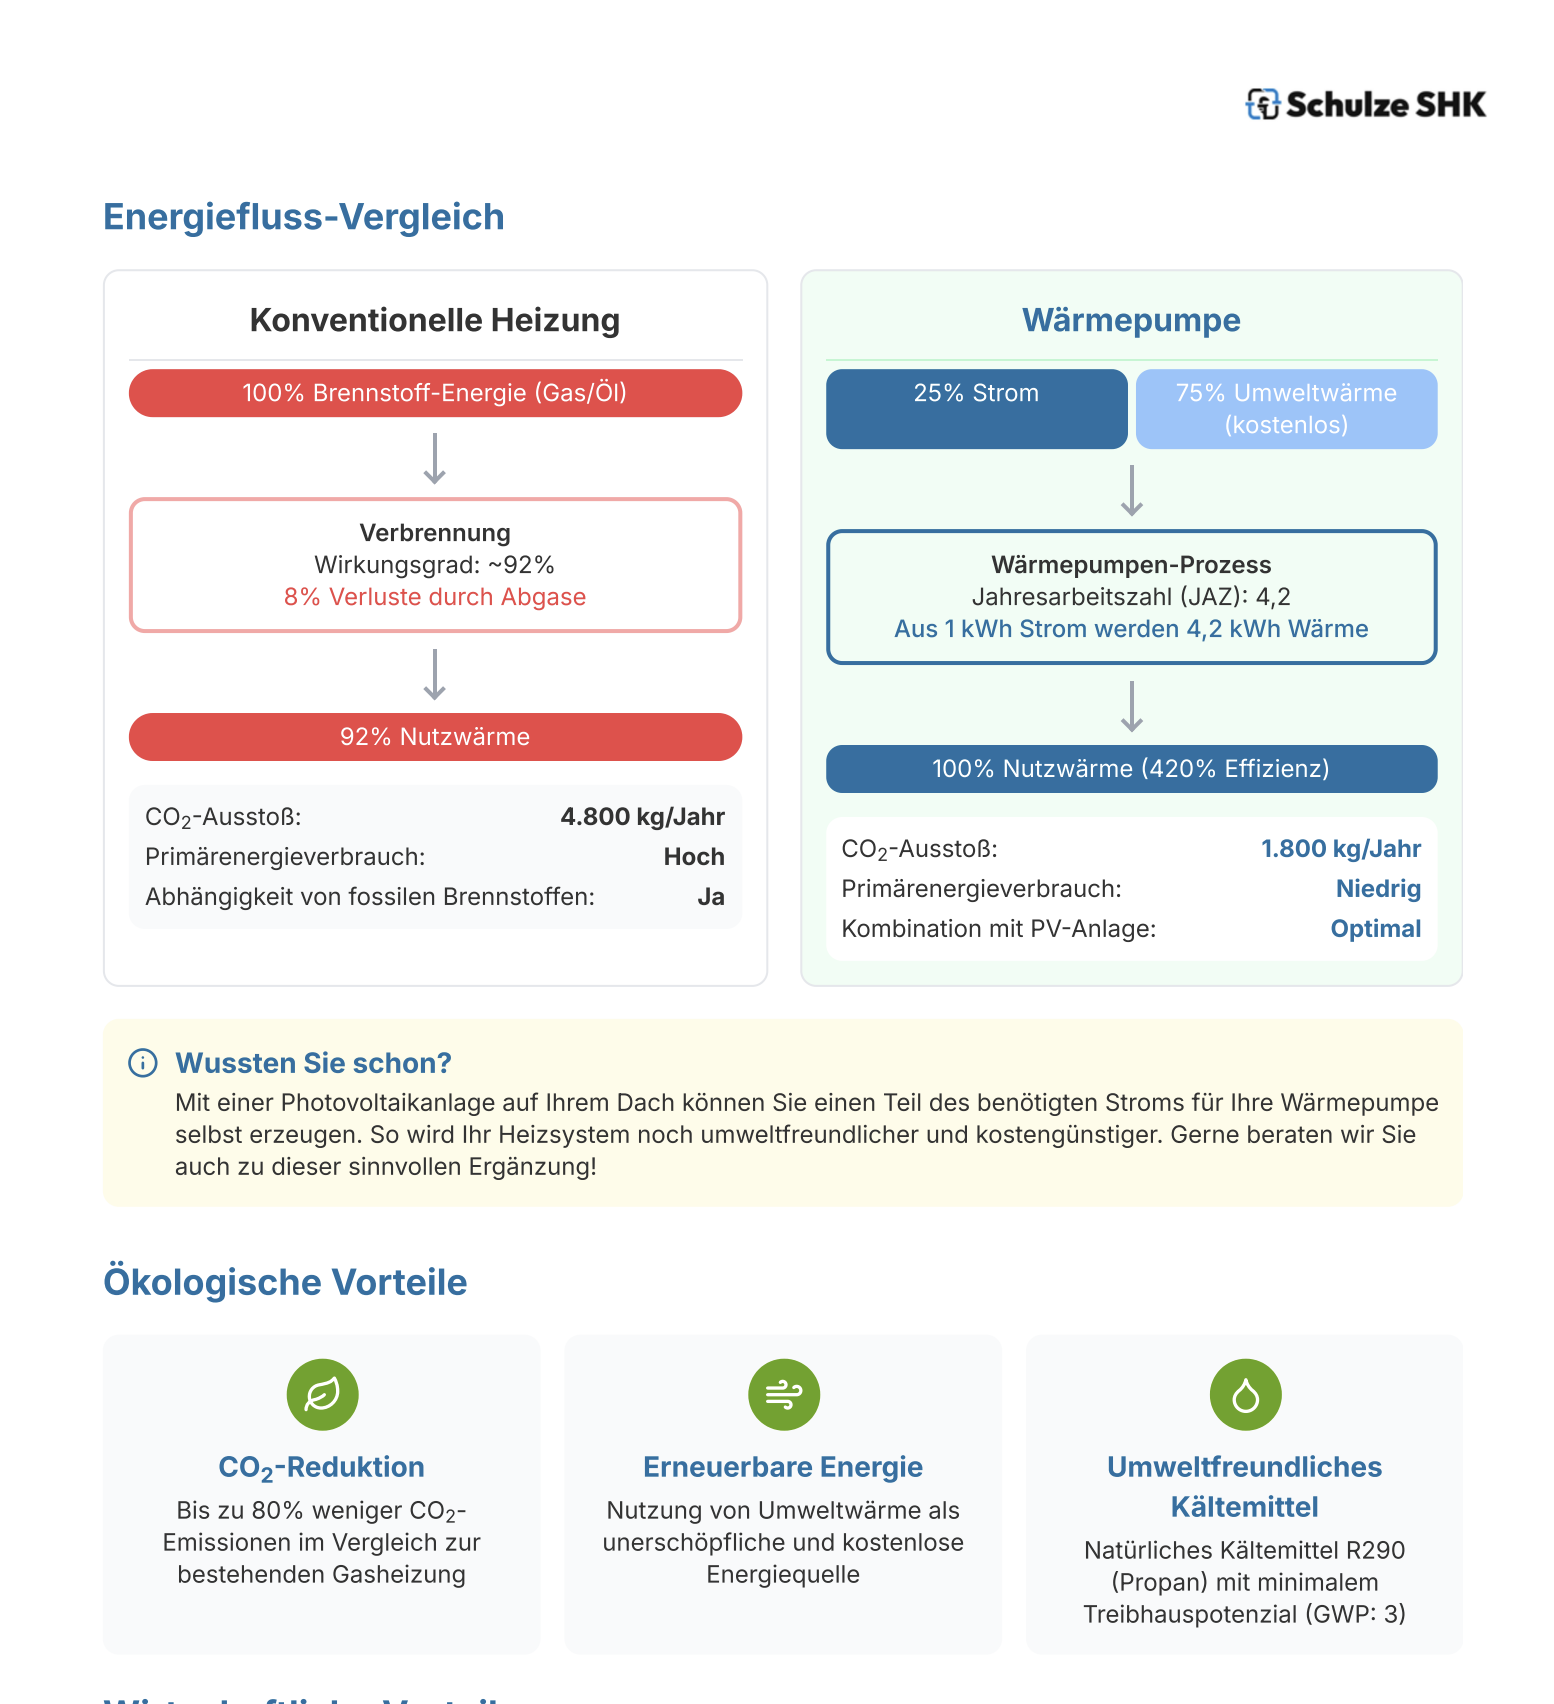 Schulze SHK
Energiefluss-Vergleich
Konventionelle Heizung
100% Brennstoff-Energie (Gas/Öl)
Verbrennung
Wirkungsgrad: ~92%
8% Verluste durch Abgase
92% Nutzwärme
CO₂-Ausstoß: 4.800 kg/Jahr
Primärenergieverbrauch: Hoch
Abhängigkeit von fossilen Brennstoffen: Ja
Wärmepumpe
25% Strom
75% Umweltwärme
(kostenlos)
Wärmepumpen-Prozess
Jahresarbeitszahl (JAZ): 4,2
Aus 1 kWh Strom werden 4,2 kWh Wärme
100% Nutzwärme (420% Effizienz)
CO₂-Ausstoß: 1.800 kg/Jahr
Primärenergieverbrauch: Niedrig
Kombination mit PV-Anlage: Optimal
Wussten Sie schon?
Mit einer Photovoltaikanlage auf Ihrem Dach können Sie einen Teil des benötigten Stroms für Ihre Wärmepumpe
selbst erzeugen. So wird Ihr Heizsystem noch umweltfreundlicher und kostengünstiger. Gerne beraten wir Sie
auch zu dieser sinnvollen Ergänzung!
Ökologische Vorteile
CO₂-Reduktion
Bis zu 80% weniger CO₂-
Emissionen im Vergleich zur
bestehenden Gasheizung
Erneuerbare Energie
Nutzung von Umweltwärme als
unerschöpfliche und kostenlose
Energiequelle
Umweltfreundliches
Kältemittel
Natürliches Kältemittel R290
(Propan) mit minimalem
Treibhauspotenzial (GWP: 3)